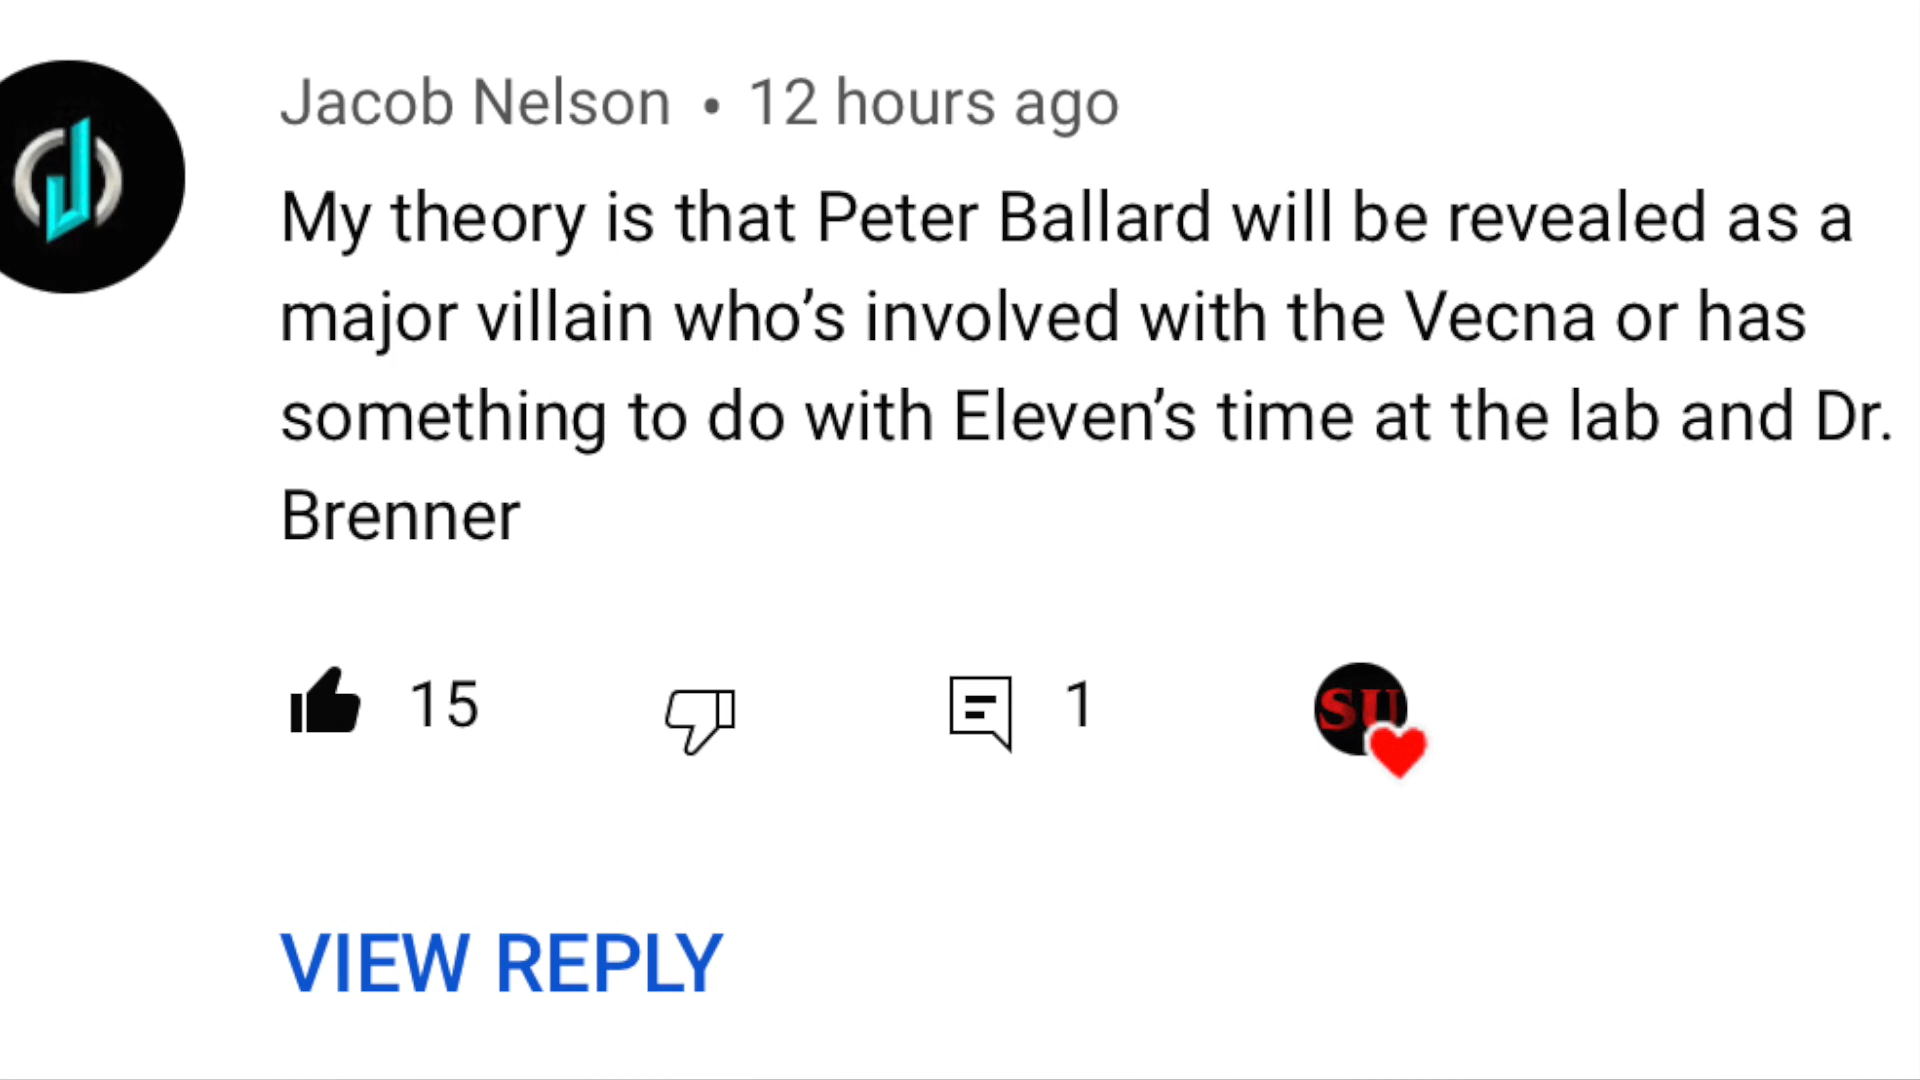 Jacob Nelson • 12 hours ago
My theory is that Peter Ballard will be revealed as a
major villain who’s involved with the Vecna or has
something to do with Eleven’s time at the lab and Dr.
Brenner
15 1 SU
VIEW REPLY